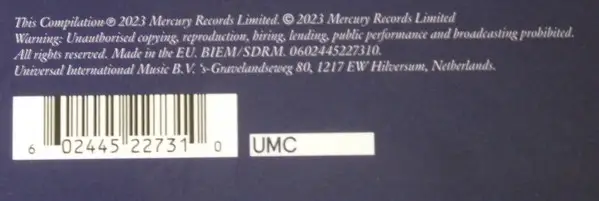 This Compilation ℗ 2023 Mercury Records Limited. © 2023 Mercury Records Limited
Warning: Unauthorised copying, reproduction, hiring, lending, public performance and broadcasting prohibited.
All rights reserved. Made in the EU. BIEM/SDRM. 0602445227310.
Universal International Music B.V. 's-Gravelandseweg 80, 1217 EW Hilversum, Netherlands.
6 02445 22731 0
UMC